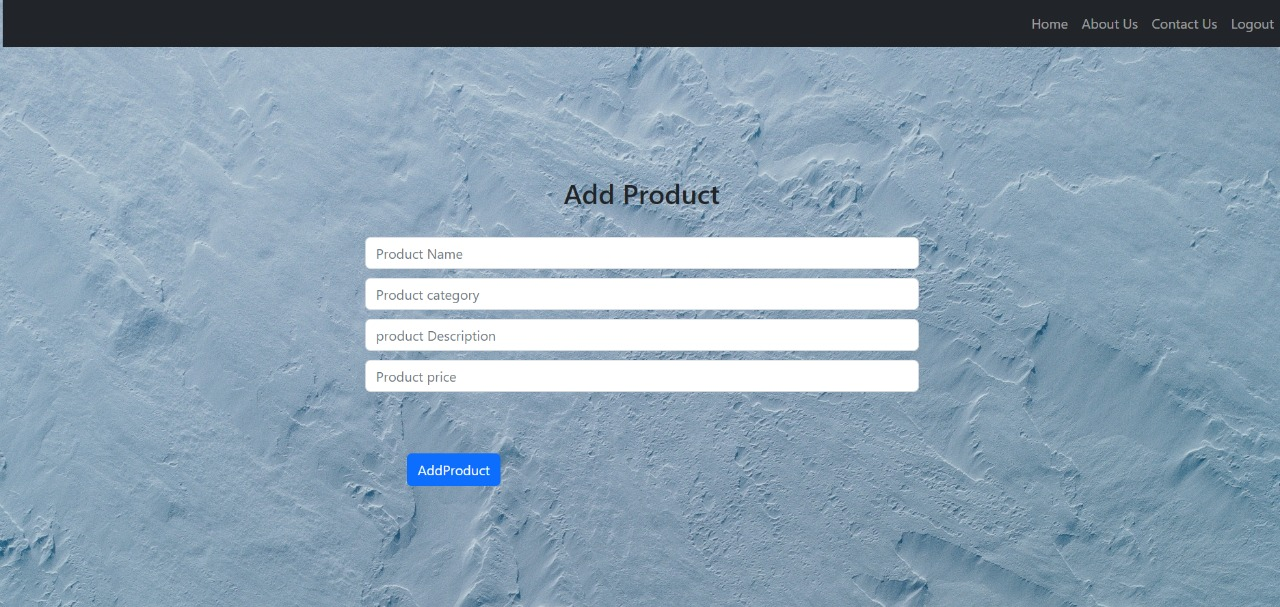 Home About Us Contact Us Logout
Add Product
Product Name
Product category
product Description
Product price
AddProduct